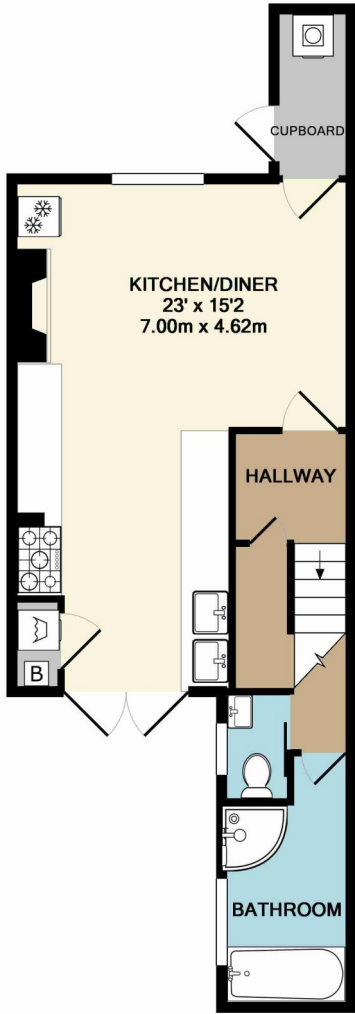 CUPBOARD
KITCHEN/DINER
23' x 15'2
7.00m x 4.62m
HALLWAY
B
BATHROOM